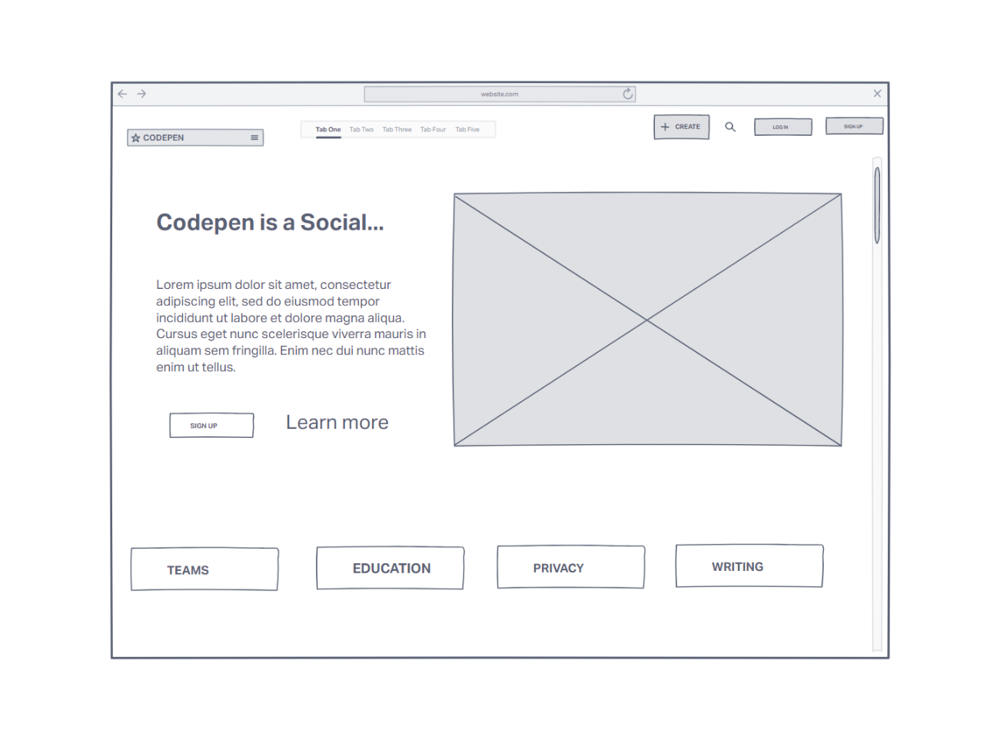 website.com
CODEPEN
Tab One Tab Two Tab Three Tab Four Tab Five
CREATE
LOG IN
SIGN UP
Codepen is a Social...
Lorem ipsum dolor sit amet, consectetur
adipiscing elit, sed do eiusmod tempor
incididunt ut labore et dolore magna aliqua.
Cursus eget nunc scelerisque viverra mauris in
aliquam sem fringilla. Enim nec dui nunc mattis
enim ut tellus.
SIGN UP
Learn more
TEAMS
EDUCATION
PRIVACY
WRITING